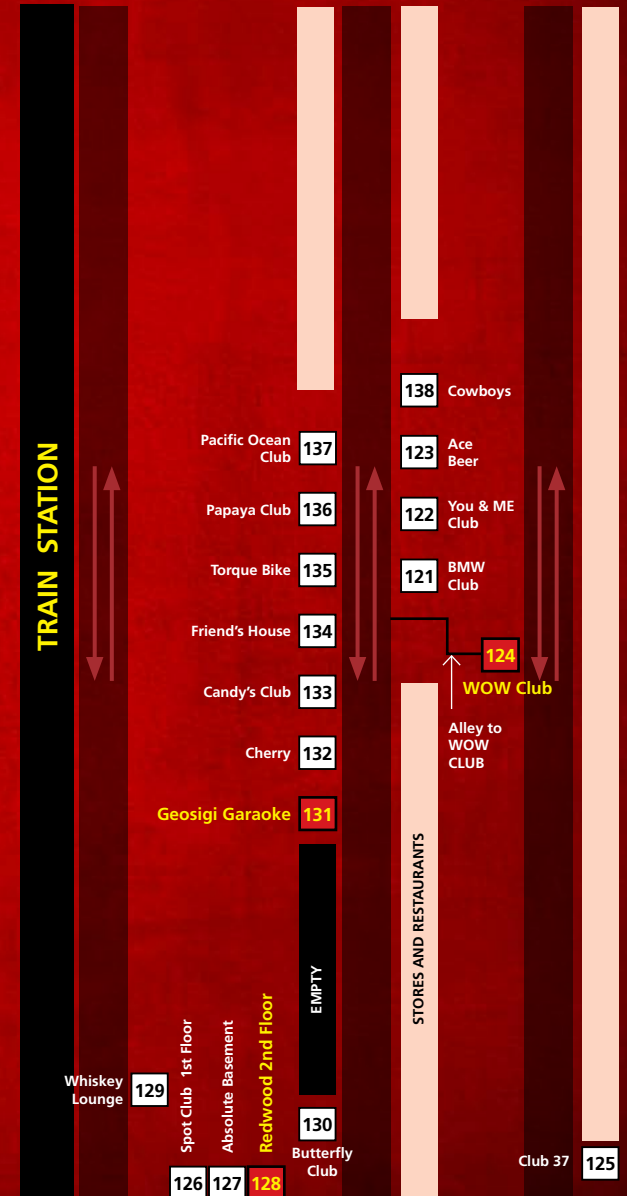 TRAIN STATION
138
Cowboys
Pacific Ocean
Club
137
123
Ace
Beer
Papaya Club
136
122
You & ME
Club
Torque Bike
135
121
BMW
Club
Friend's House
134
124
WOW Club
Candy's Club
133
Alley to
WOW
CLUB
Cherry
132
Geosigi Garaoke
131
EMPTY
STORES AND RESTAURANTS
Whiskey
Lounge
129
Spot Club 1st Floor
Absolute Basement
Redwood 2nd Floor
130
Butterfly
Club
126
127
128
Club 37
125